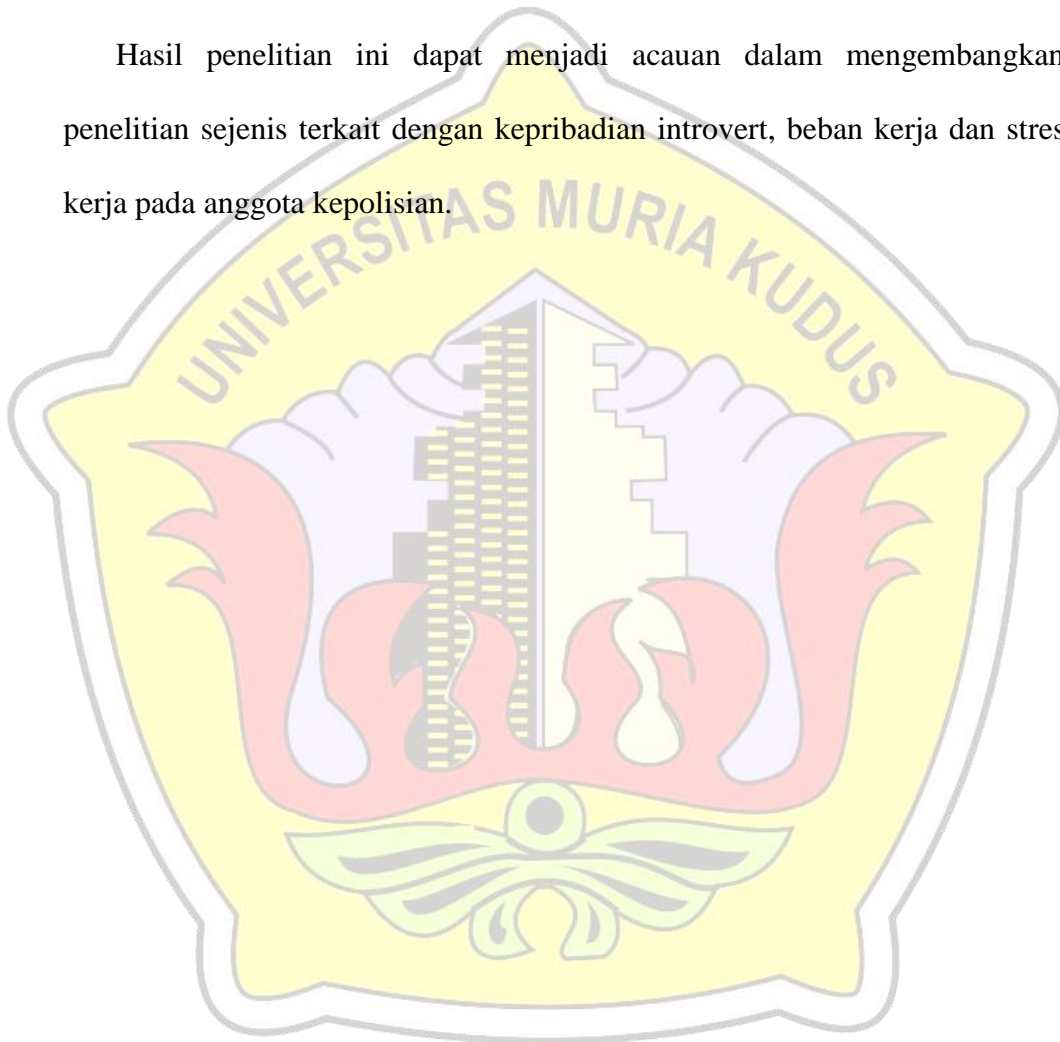 Hasil penelitian ini dapat menjadi acauan dalam mengembangkan
penelitian sejenis terkait dengan kepribadian introvert, beban kerja dan stres
kerja pada anggota kepolisian.
UNIVERSITAS MURIA KUDUS